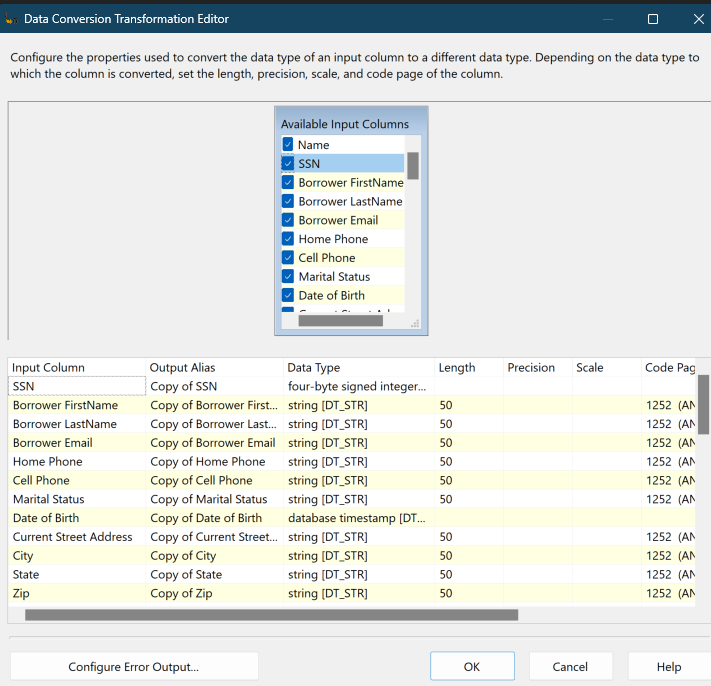 Data Conversion Transformation Editor
Configure the properties used to convert the data type of an input column to a different data type. Depending on the data type to
which the column is converted, set the length, precision, scale, and code page of the column.
Available Input Columns
Name
SSN
Borrower FirstName
Borrower LastName
Borrower Email
Home Phone
Cell Phone
Marital Status
Date of Birth
Input Column Output Alias Data Type Length Precision Scale Code Pag
SSN Copy of SSN four-byte signed integer...
Borrower FirstName Copy of Borrower First... string [DT_STR] 50 1252 (AN
Borrower LastName Copy of Borrower Last... string [DT_STR] 50 1252 (AN
Borrower Email Copy of Borrower Email string [DT_STR] 50 1252 (AN
Home Phone Copy of Home Phone string [DT_STR] 50 1252 (AN
Cell Phone Copy of Cell Phone string [DT_STR] 50 1252 (AN
Marital Status Copy of Marital Status string [DT_STR] 50 1252 (AN
Date of Birth Copy of Date of Birth database timestamp [DT...
Current Street Address Copy of Current Street... string [DT_STR] 50 1252 (AN
City Copy of City string [DT_STR] 50 1252 (AN
State Copy of State string [DT_STR] 50 1252 (AN
Zip Copy of Zip string [DT_STR] 50 1252 (AN
Configure Error Output... OK Cancel Help